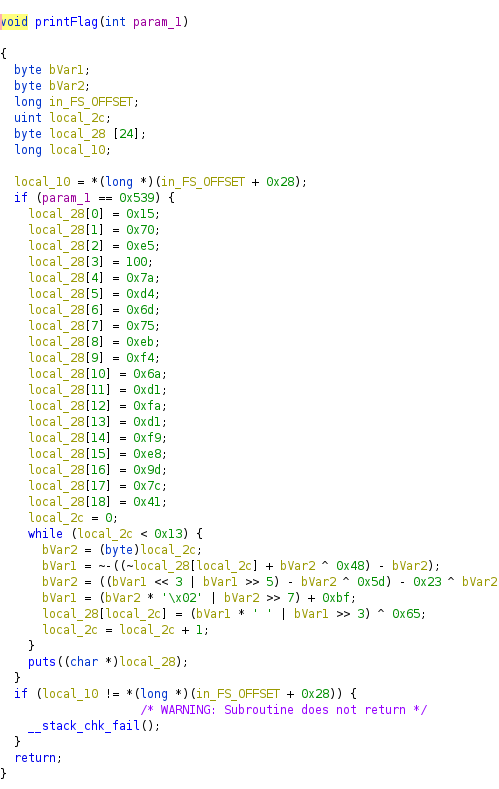 void printFlag(int param_1)
{
byte bVar1;
byte bVar2;
long in_FS_OFFSET;
uint local_2c;
byte local_28 [24];
long local_10;
local_10 = *(long *)(in_FS_OFFSET + 0x28);
if (param_1 == 0x539) {
local_28[0] = 0x15;
local_28[1] = 0x70;
local_28[2] = 0xe5;
local_28[3] = 100;
local_28[4] = 0x7a;
local_28[5] = 0xd4;
local_28[6] = 0x6d;
local_28[7] = 0x75;
local_28[8] = 0xeb;
local_28[9] = 0xf4;
local_28[10] = 0x6a;
local_28[11] = 0xd1;
local_28[12] = 0xfa;
local_28[13] = 0xd1;
local_28[14] = 0xf9;
local_28[15] = 0xe8;
local_28[16] = 0x9d;
local_28[17] = 0x7c;
local_28[18] = 0x41;
local_2c = 0;
while (local_2c < 0x13) {
bVar2 = (byte)local_2c;
bVar1 = ~-((~local_28[local_2c] + bVar2 ^ 0x48) - bVar2);
bVar2 = ((bVar1 << 3 | bVar1 >> 5) - bVar2 ^ 0x5d) - 0x23 ^ bVar2
bVar1 = (bVar2 * '\x02' | bVar2 >> 7) + 0xbf;
local_28[local_2c] = (bVar1 * ' ' | bVar1 >> 3) ^ 0x65;
local_2c = local_2c + 1;
}
puts((char *)local_28);
}
if (local_10 != *(long *)(in_FS_OFFSET + 0x28)) {
/* WARNING: Subroutine does not return */
__stack_chk_fail();
}
return;
}